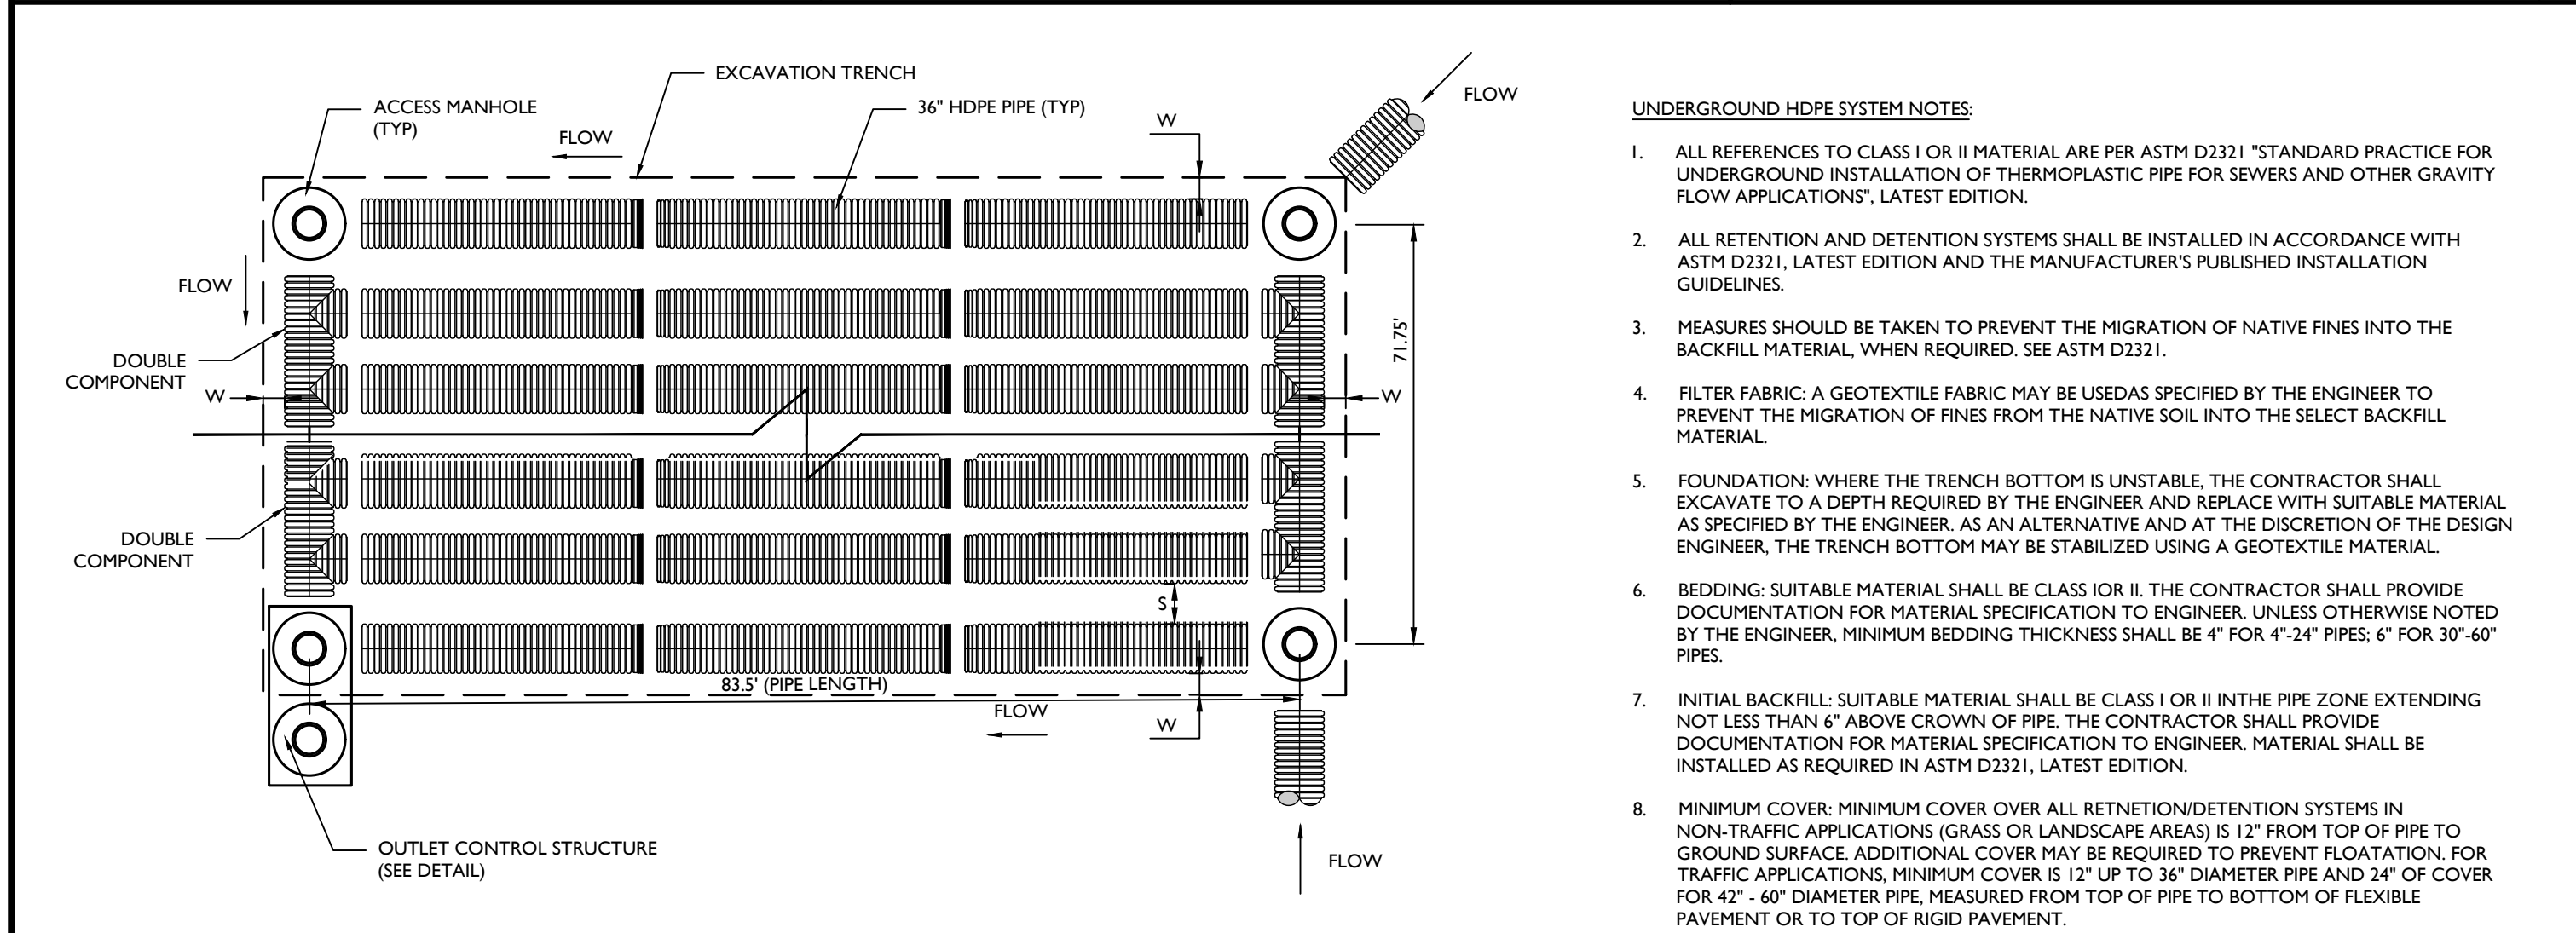 EXCAVATION TRENCH
ACCESS MANHOLE
(TYP)
36" HDPE PIPE (TYP)
FLOW
W
FLOW
FLOW
DOUBLE
COMPONENT
W
W
71.75'
DOUBLE
COMPONENT
S
83.5' (PIPE LENGTH)
FLOW
W
OUTLET CONTROL STRUCTURE
(SEE DETAIL)
FLOW
UNDERGROUND HDPE SYSTEM NOTES:
1. ALL REFERENCES TO CLASS I OR II MATERIAL ARE PER ASTM D2321 "STANDARD PRACTICE FOR
UNDERGROUND INSTALLATION OF THERMOPLASTIC PIPE FOR SEWERS AND OTHER GRAVITY
FLOW APPLICATIONS", LATEST EDITION.
2. ALL RETENTION AND DETENTION SYSTEMS SHALL BE INSTALLED IN ACCORDANCE WITH
ASTM D2321, LATEST EDITION AND THE MANUFACTURER'S PUBLISHED INSTALLATION
GUIDELINES.
3. MEASURES SHOULD BE TAKEN TO PREVENT THE MIGRATION OF NATIVE FINES INTO THE
BACKFILL MATERIAL, WHEN REQUIRED. SEE ASTM D2321.
4. FILTER FABRIC: A GEOTEXTILE FABRIC MAY BE USEDAS SPECIFIED BY THE ENGINEER TO
PREVENT THE MIGRATION OF FINES FROM THE NATIVE SOIL INTO THE SELECT BACKFILL
MATERIAL.
5. FOUNDATION: WHERE THE TRENCH BOTTOM IS UNSTABLE, THE CONTRACTOR SHALL
EXCAVATE TO A DEPTH REQUIRED BY THE ENGINEER AND REPLACE WITH SUITABLE MATERIAL
AS SPECIFIED BY THE ENGINEER. AS AN ALTERNATIVE AND AT THE DISCRETION OF THE DESIGN
ENGINEER, THE TRENCH BOTTOM MAY BE STABILIZED USING A GEOTEXTILE MATERIAL.
6. BEDDING: SUITABLE MATERIAL SHALL BE CLASS IOR II. THE CONTRACTOR SHALL PROVIDE
DOCUMENTATION FOR MATERIAL SPECIFICATION TO ENGINEER. UNLESS OTHERWISE NOTED
BY THE ENGINEER, MINIMUM BEDDING THICKNESS SHALL BE 4" FOR 4"-24" PIPES; 6" FOR 30"-60"
PIPES.
7. INITIAL BACKFILL: SUITABLE MATERIAL SHALL BE CLASS I OR II INTHE PIPE ZONE EXTENDING
NOT LESS THAN 6" ABOVE CROWN OF PIPE. THE CONTRACTOR SHALL PROVIDE
DOCUMENTATION FOR MATERIAL SPECIFICATION TO ENGINEER. MATERIAL SHALL BE
INSTALLED AS REQUIRED IN ASTM D2321, LATEST EDITION.
8. MINIMUM COVER: MINIMUM COVER OVER ALL RETNETION/DETENTION SYSTEMS IN
NON-TRAFFIC APPLICATIONS (GRASS OR LANDSCAPE AREAS) IS 12" FROM TOP OF PIPE TO
GROUND SURFACE. ADDITIONAL COVER MAY BE REQUIRED TO PREVENT FLOATATION. FOR
TRAFFIC APPLICATIONS, MINIMUM COVER IS 12" UP TO 36" DIAMETER PIPE AND 24" OF COVER
FOR 42" - 60" DIAMETER PIPE, MEASURED FROM TOP OF PIPE TO BOTTOM OF FLEXIBLE
PAVEMENT OR TO TOP OF RIGID PAVEMENT.